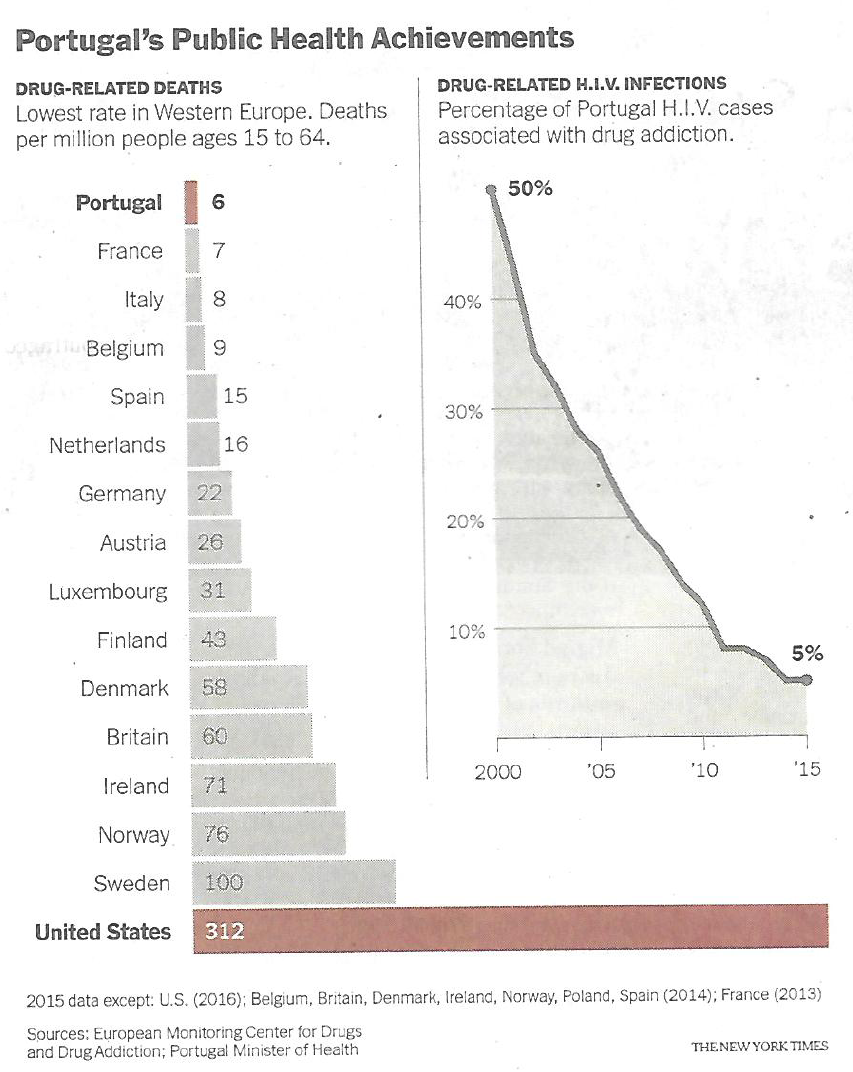 Portugal's Public Health Achievements
DRUG-RELATED DEATHS
Lowest rate in Western Europe. Deaths
per million people ages 15 to 64.
Portugal 6
France 7
Italy 8
Belgium 9
Spain 15
Netherlands 16
Germany 22
Austria 26
Luxembourg 31
Finland 43
Denmark 58
Britain 60
Ireland 71
Norway 76
Sweden 100
United States 312
DRUG-RELATED H.I.V. INFECTIONS
Percentage of Portugal H.I.V. cases
associated with drug addiction.
50%
40%
30%
20%
10%
5%
2000 '05 '10 '15
2015 data except: U.S. (2016); Belgium, Britain, Denmark, Ireland, Norway, Poland, Spain (2014); France (2013)
Sources: European Monitoring Center for Drugs
and Drug Addiction; Portugal Minister of Health
THE NEW YORK TIMES